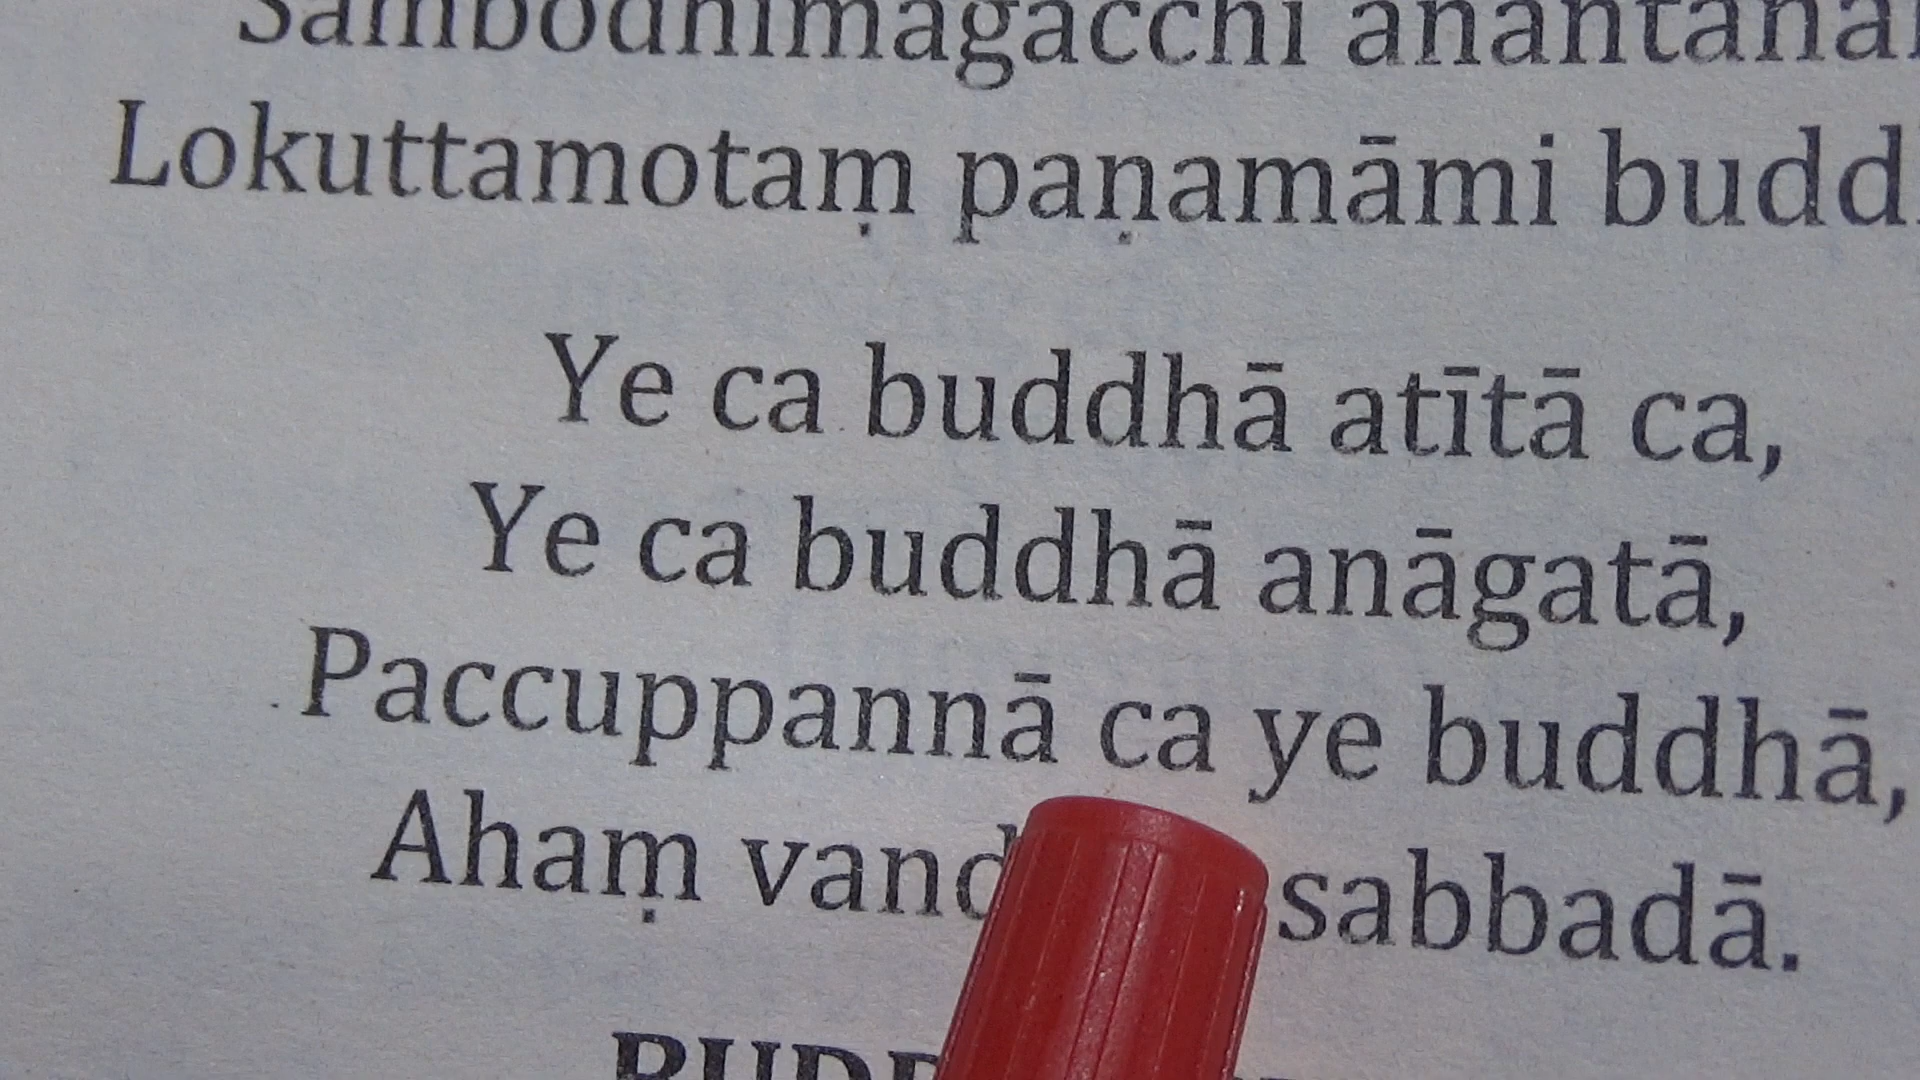 Lokuttamotaṃ paṇamāmi
Ye ca buddhā atītā ca,
Ye ca buddhā anāgatā,
Paccuppannā ca ye buddhā,
Ahaṃ sabbadā.